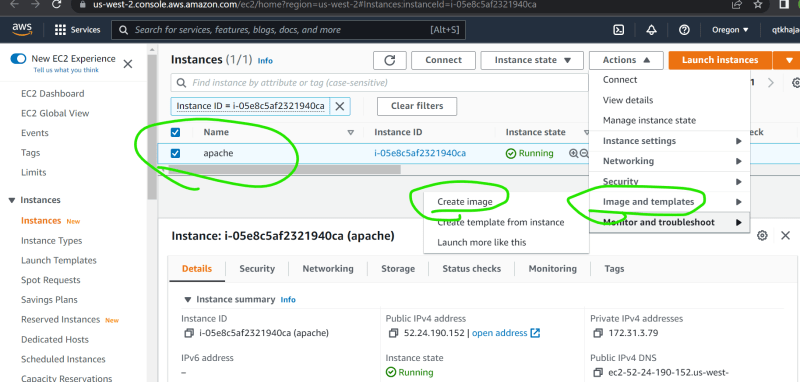 us-west-2.console.aws.amazon.com/ec2/home?region=us-west-2#Instances:instanceId=i-05e8c5af2321940ca
aws
Services
Search for services, features, blogs, docs, and more
[Alt+S]
Oregon
qtkhaja
New EC2 Experience
Tell us what you think
EC2 Dashboard
EC2 Global View
Events
Tags
Limits
Instances
Instances New
Instance Types
Launch Templates
Spot Requests
Savings Plans
Reserved Instances New
Dedicated Hosts
Scheduled Instances
Capacity Reservations
Instances (1/1) Info
Connect
Instance state
Actions
Launch instances
Find instance by attribute or tag (case-sensitive)
1
Instance ID = i-05e8c5af2321940ca
Clear filters
Name
Instance ID
Instance state
eck
apache
i-05e8c5af2321940ca
Running
Connect
View details
Manage instance state
Instance settings
Networking
Security
Image and templates
Monitor and troubleshoot
Create image
Create template from instance
Launch more like this
Instance: i-05e8c5af2321940ca (apache)
Details
Security
Networking
Storage
Status checks
Monitoring
Tags
Instance summary Info
Instance ID
i-05e8c5af2321940ca (apache)
Public IPv4 address
52.24.190.152 | open address
Private IPv4 addresses
172.31.3.79
IPv6 address
–
Instance state
Running
Public IPv4 DNS
ec2-52-24-190-152.us-west-